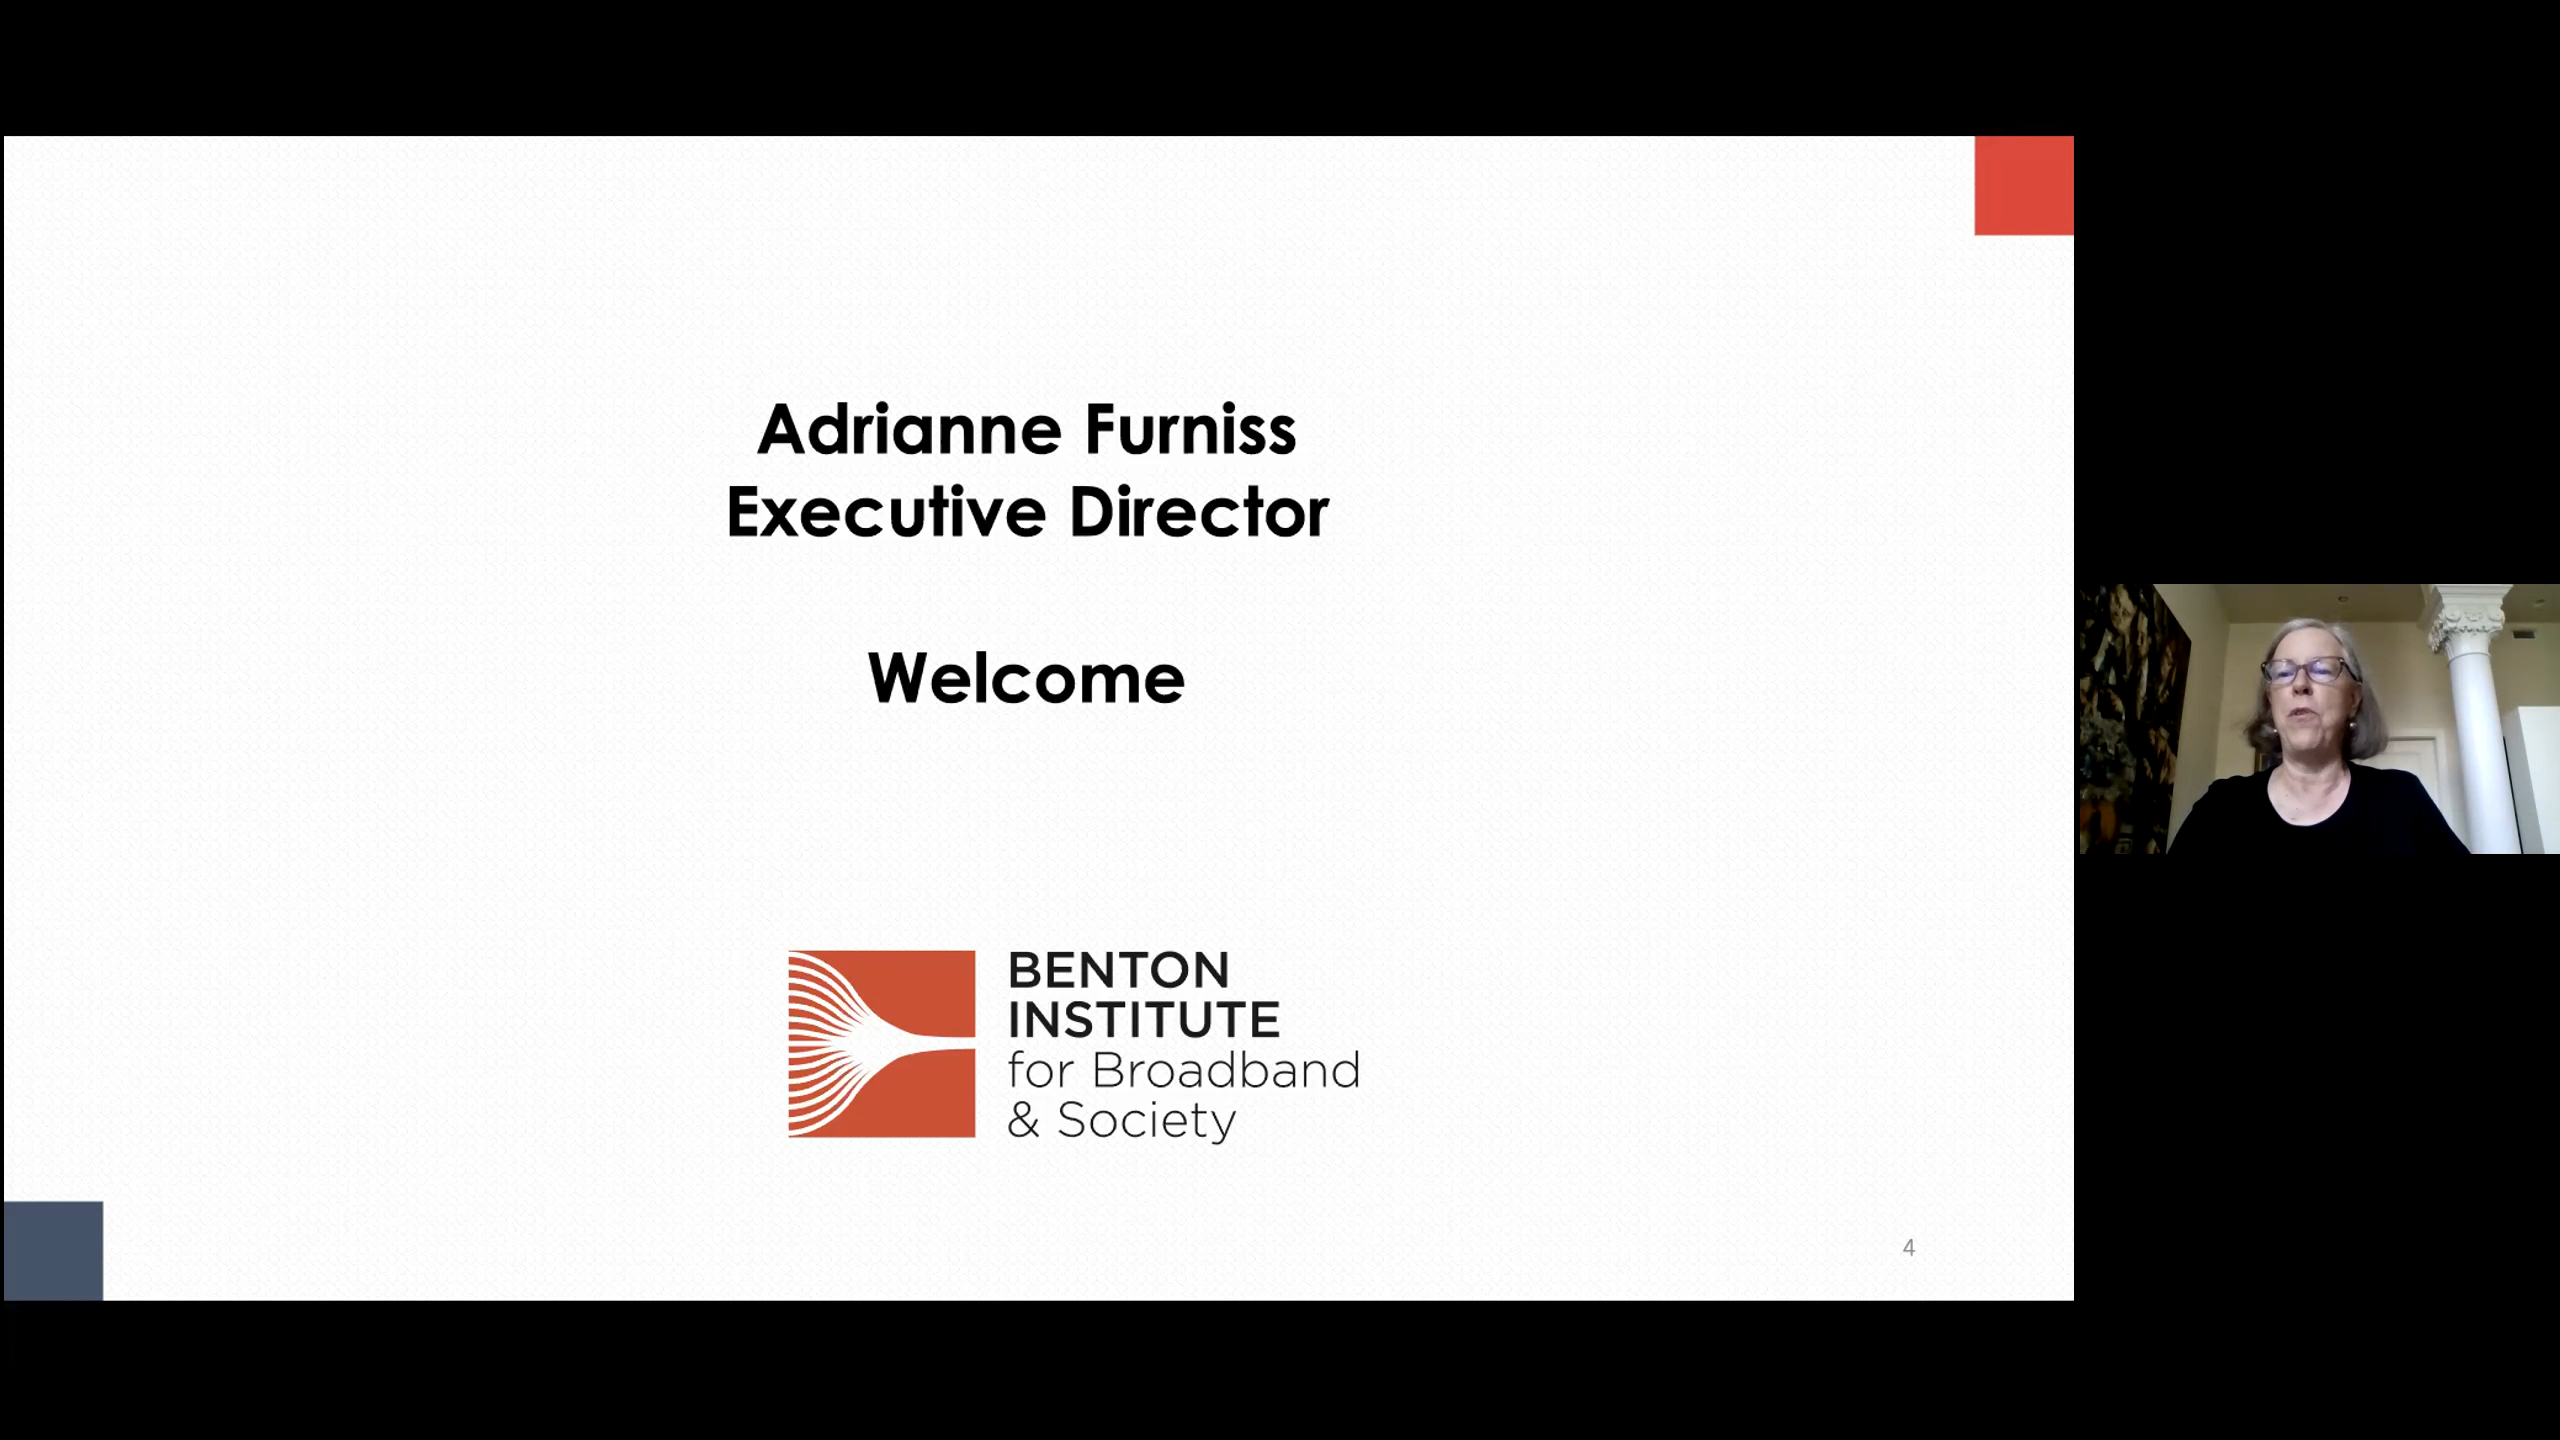 Adrianne Furniss
Executive Director
Welcome
BENTON
INSTITUTE
for Broadband
& Society
4